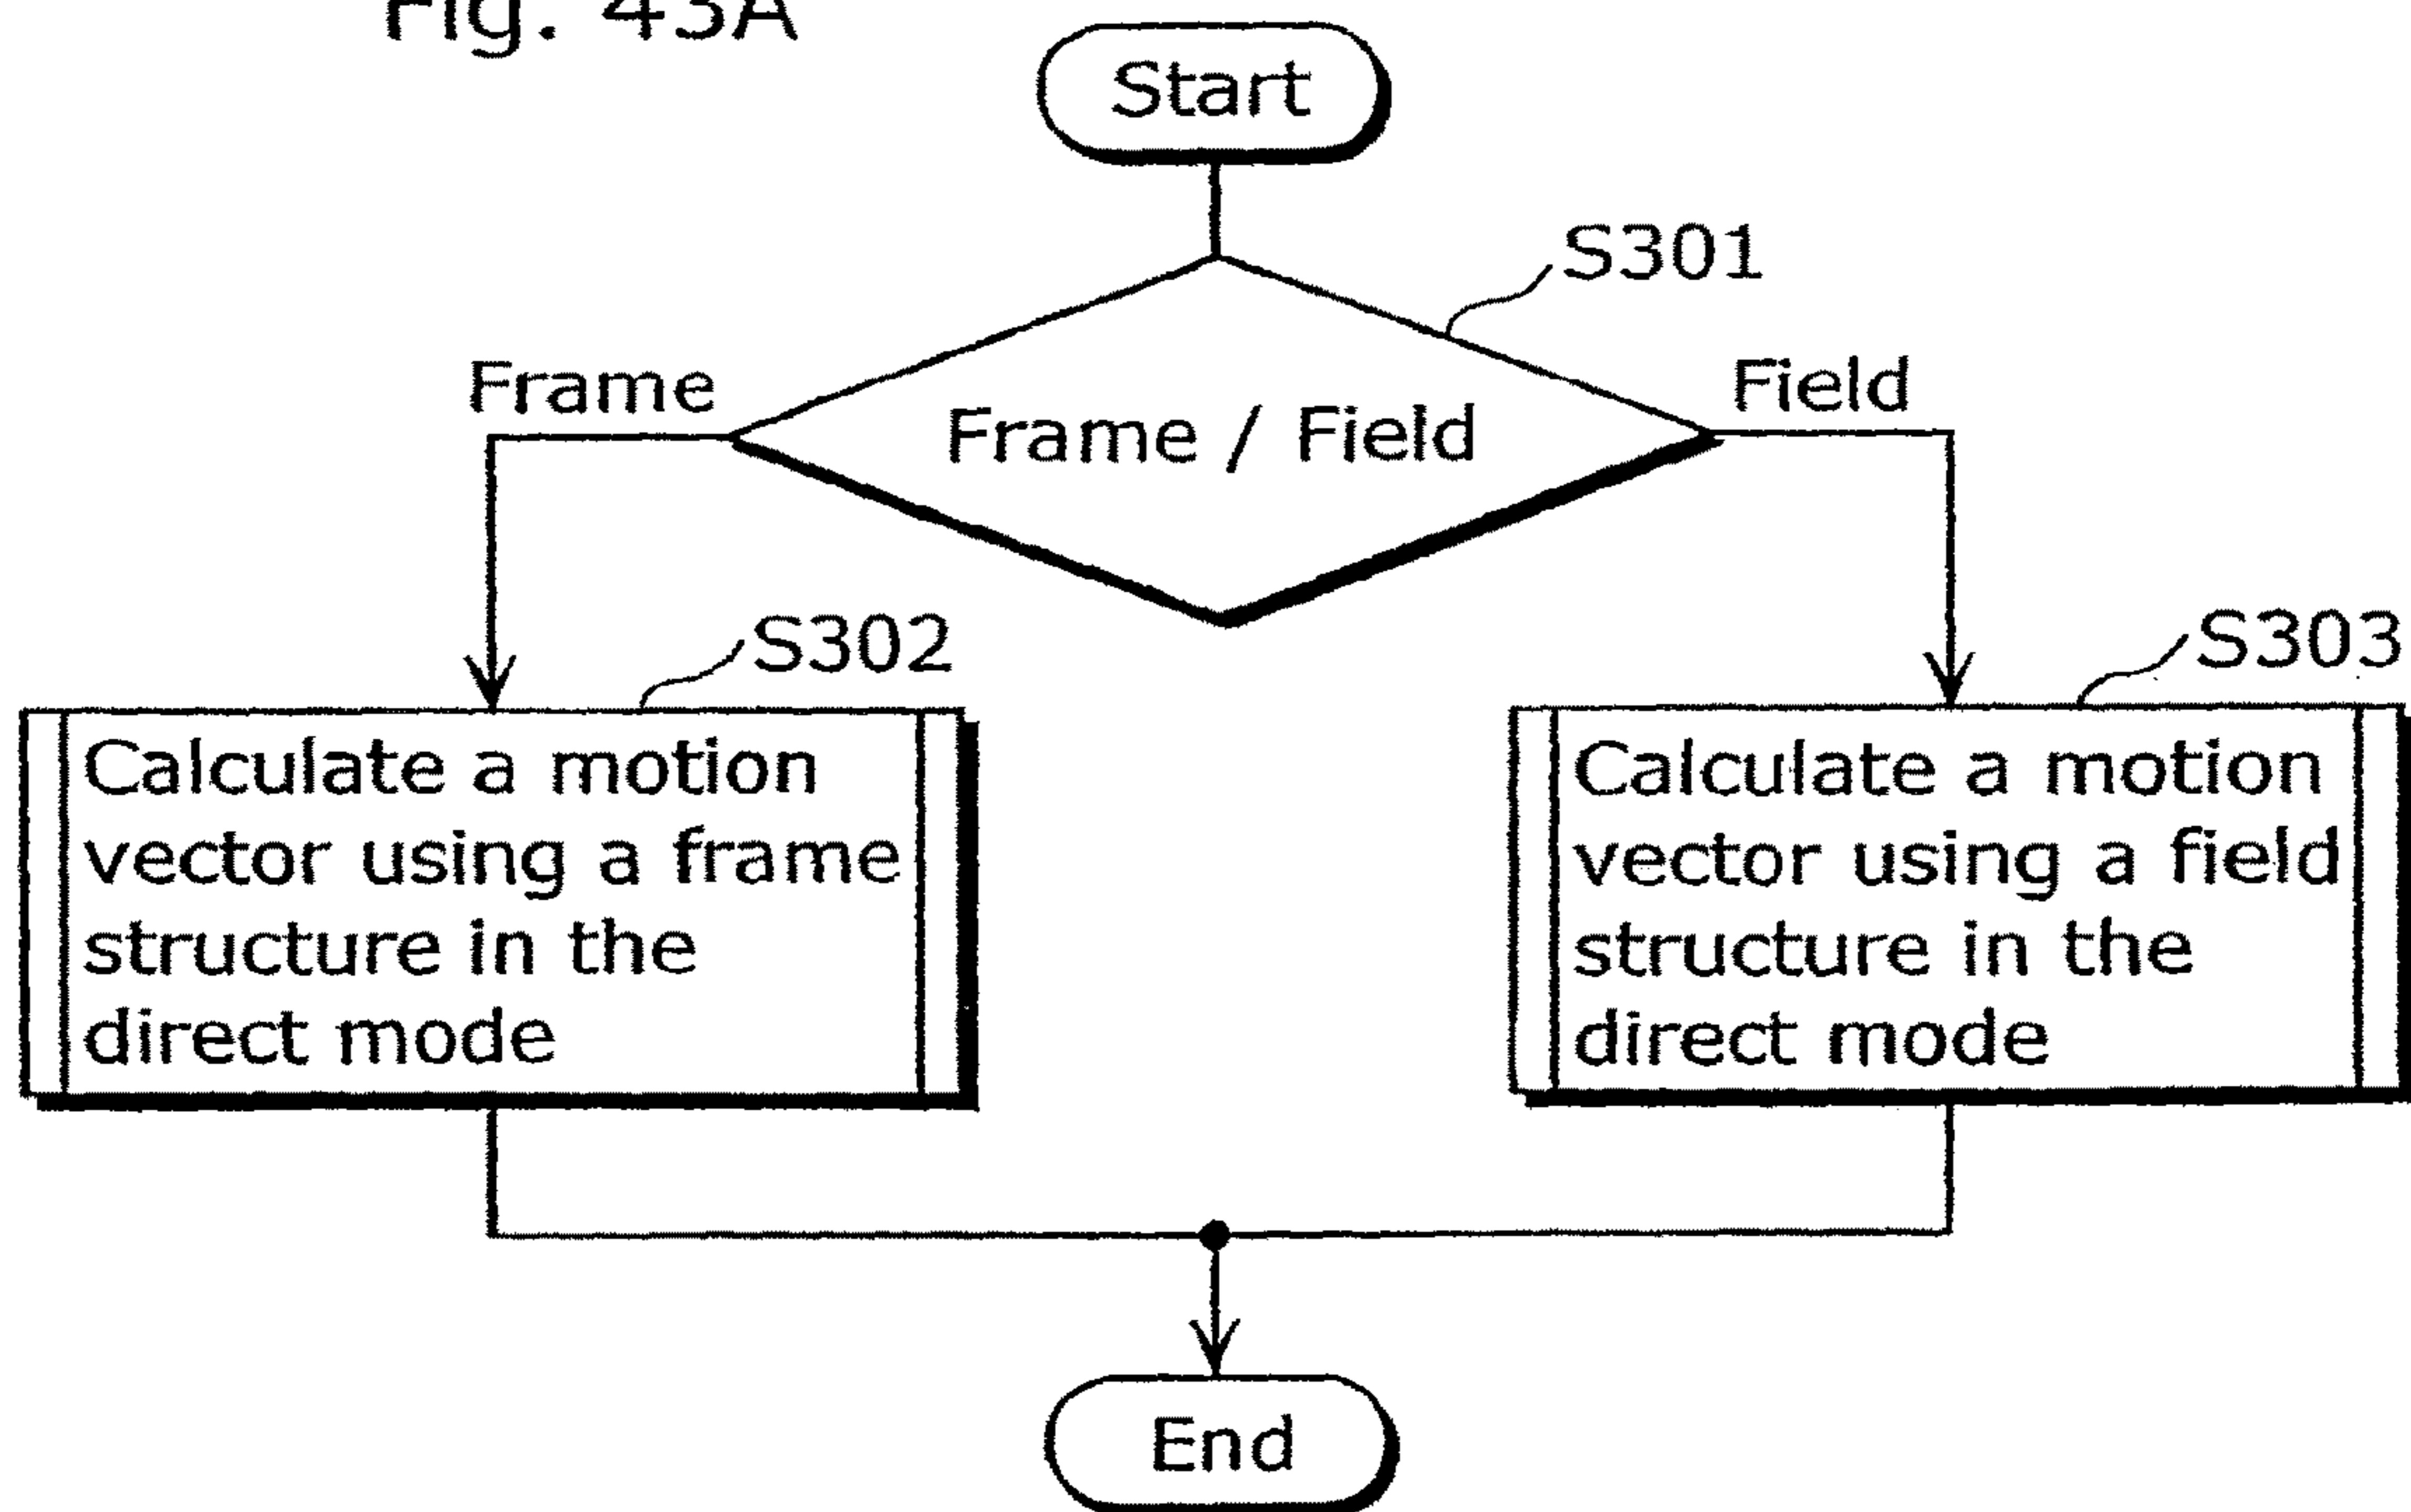 Fig. 43A
Start
S301
Frame
Frame / Field
Field
S302
S303
Calculate a motion
vector using a frame
structure in the
direct mode
Calculate a motion
vector using a field
structure in the
direct mode
End